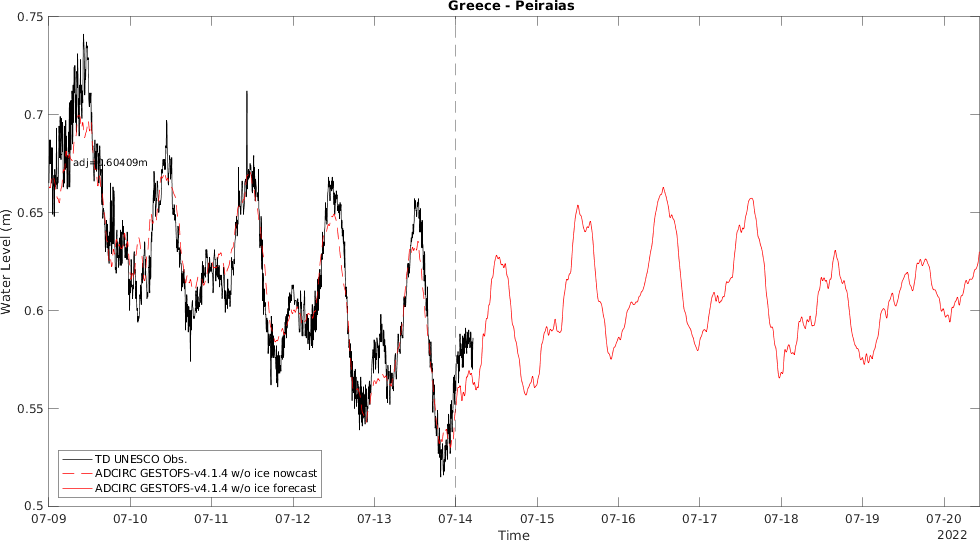 Greece - Peiraias
0.75
0.7
0.65
0.6
0.55
0.5
Water Level (m)
adj=0.60409m
TD UNESCO Obs.
ADCIRC GESTOFS-v4.1.4 w/o ice nowcast
ADCIRC GESTOFS-v4.1.4 w/o ice forecast
07-09 07-10 07-11 07-12 07-13 07-14 07-15 07-16 07-17 07-18 07-19 07-20
Time
2022